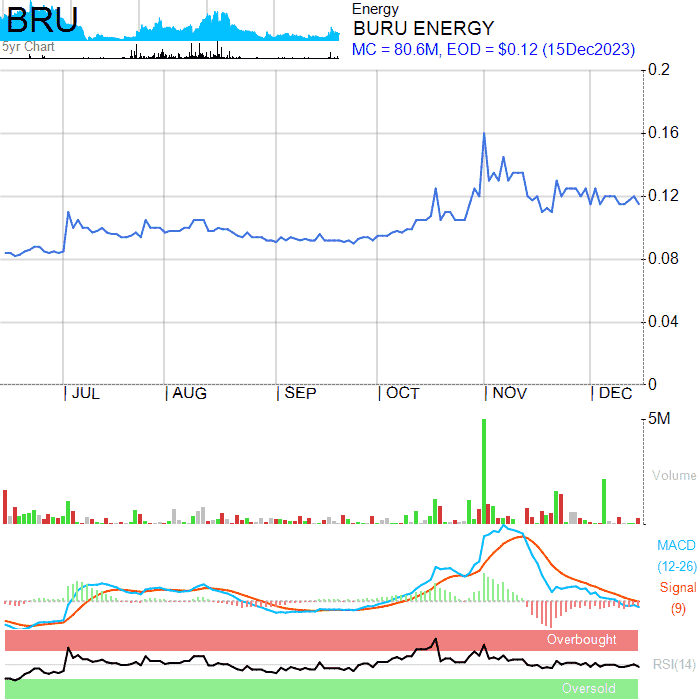 BRU
5yr Chart
Energy
BURU ENERGY
MC = 80.6M, EOD = $0.12 (15Dec2023)
0.2
0.16
0.12
0.08
0.04
0
JUL AUG SEP OCT NOV DEC
5M
Volume
MACD
(12-26)
Signal
(9)
Overbought
RSI(14)
Oversold